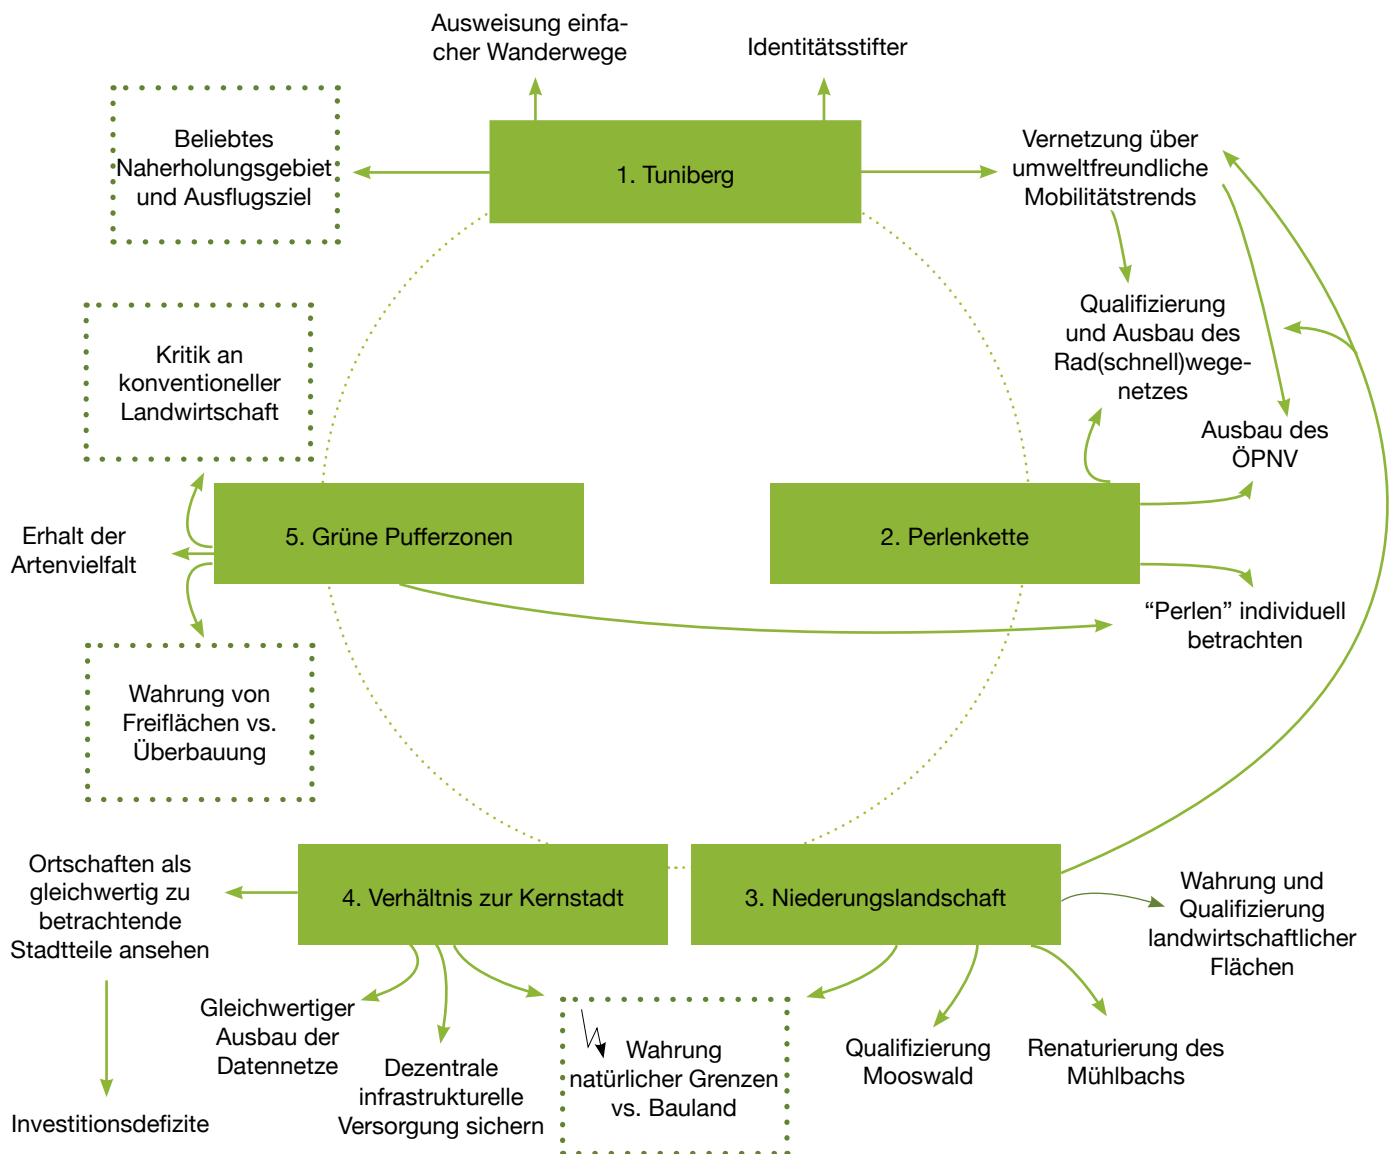 Ausweisung einfa-
cher Wanderwege
Identitätsstifter
Beliebtes
Naherholungsgebiet
und Ausflugsziel
1. Tuniberg
Vernetzung über
umweltfreundliche
Mobilitätstrends
Kritik an
konventioneller
Landwirtschaft
Qualifizierung
und Ausbau des
Rad(schnell)wege-
netzes
Ausbau des
ÖPNV
Erhalt der
Artenvielfalt
5. Grüne Pufferzonen
2. Perlenkette
“Perlen” individuell
betrachten
Wahrung von
Freiflächen vs.
Überbauung
Ortschaften als
gleichwertig zu
betrachtende
Stadtteile ansehen
4. Verhältnis zur Kernstadt
3. Niederungslandschaft
Wahrung und
Qualifizierung
landwirtschaftlicher
Flächen
Gleichwertiger
Ausbau der
Datennetze
Dezentrale
infrastrukturelle
Versorgung sichern
Wahrung
natürlicher Grenzen
vs. Bauland
Qualifizierung
Mooswald
Renaturierung des
Mühlbachs
Investitionsdefizite